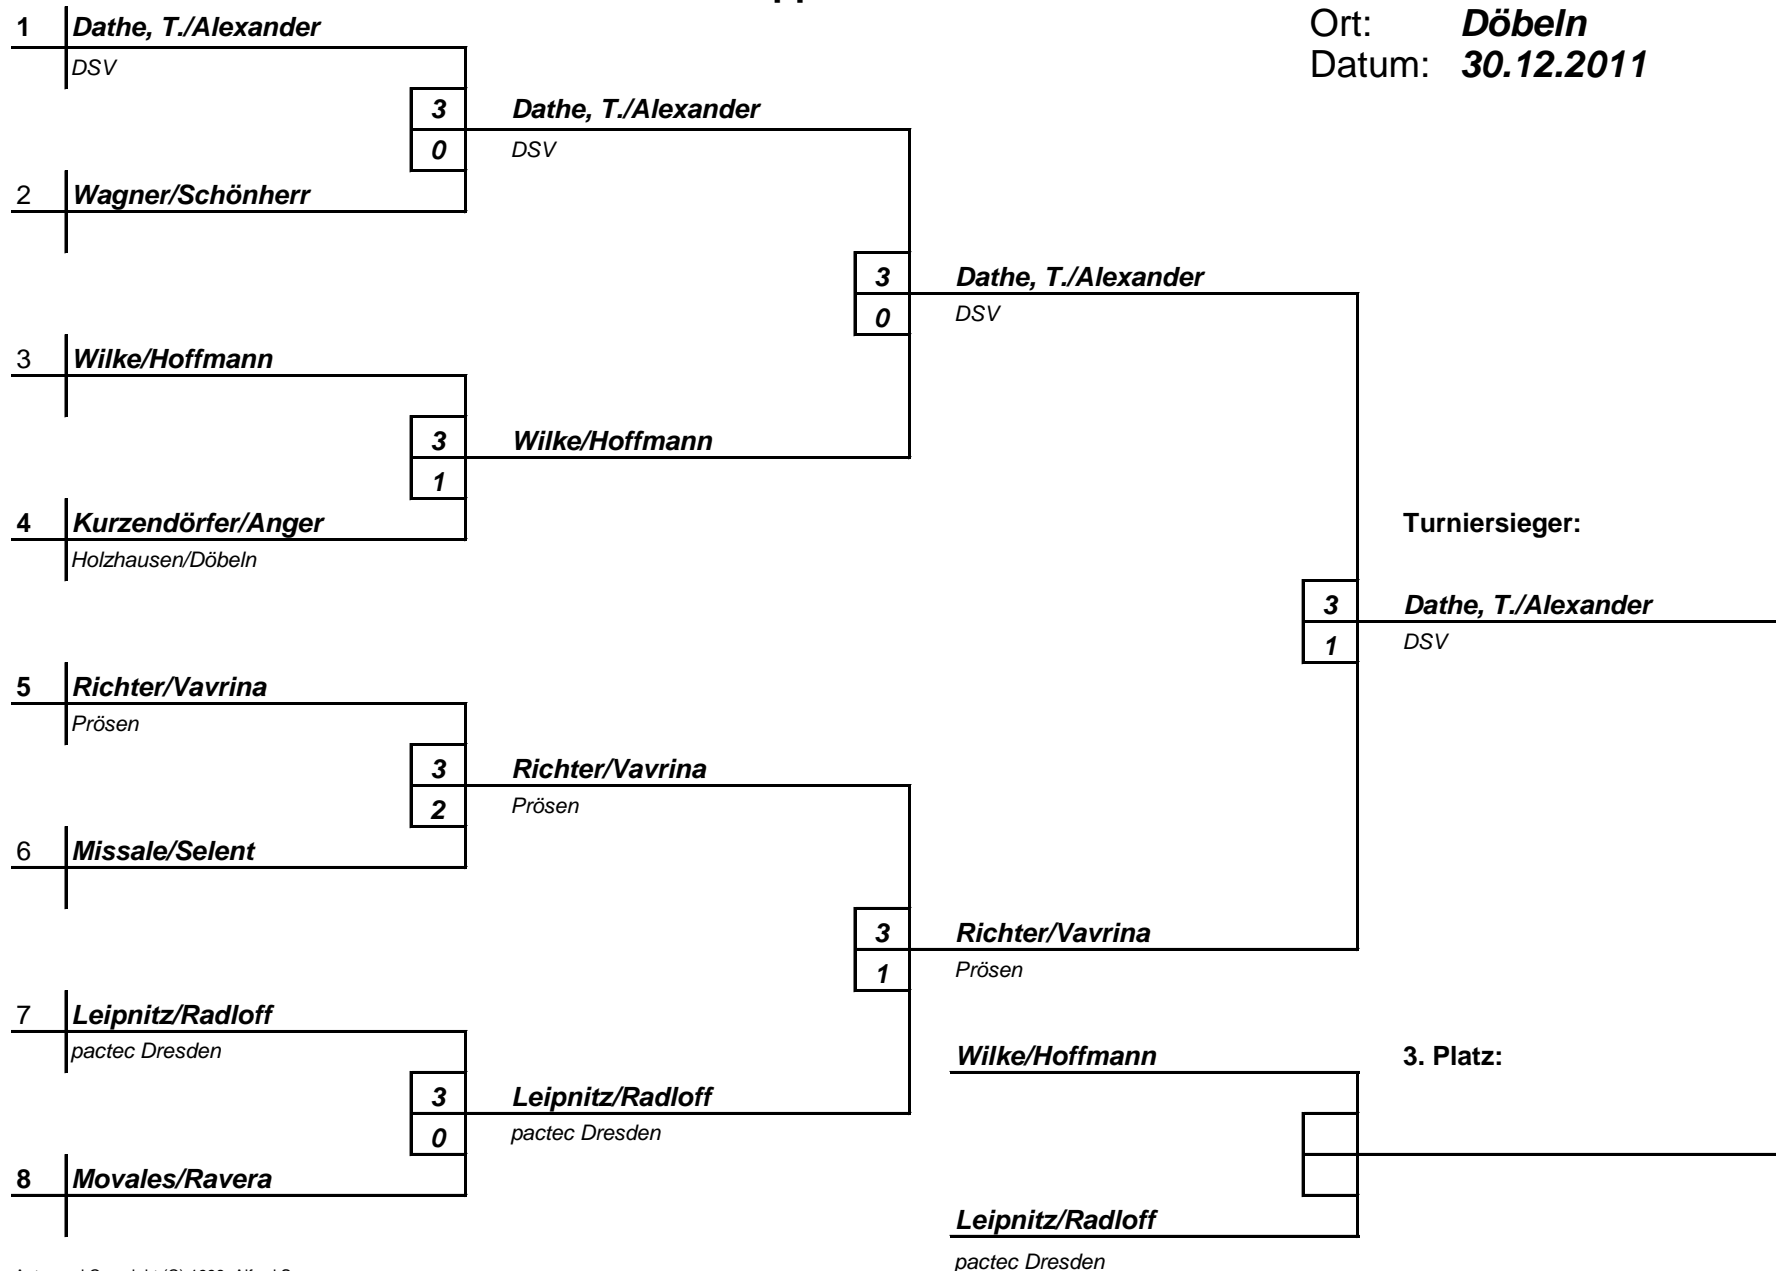 Ort: Döbeln
Datum: 30.12.2011
1 Dathe, T./Alexander
DSV
3 Dathe, T./Alexander
0 DSV
2 Wagner/Schönherr
3 Dathe, T./Alexander
0 DSV
3 Wilke/Hoffmann
3 Wilke/Hoffmann
1
4 Kurzendörfer/Anger
Holzhausen/Döbeln
Turniersieger:
3 Dathe, T./Alexander
1 DSV
5 Richter/Vavrina
Prösen
3 Richter/Vavrina
2 Prösen
6 Missale/Selent
3 Richter/Vavrina
1 Prösen
7 Leipnitz/Radloff
pactec Dresden
Wilke/Hoffmann 3. Platz:
3 Leipnitz/Radloff
0 pactec Dresden
8 Movales/Ravera
Leipnitz/Radloff
pactec Dresden